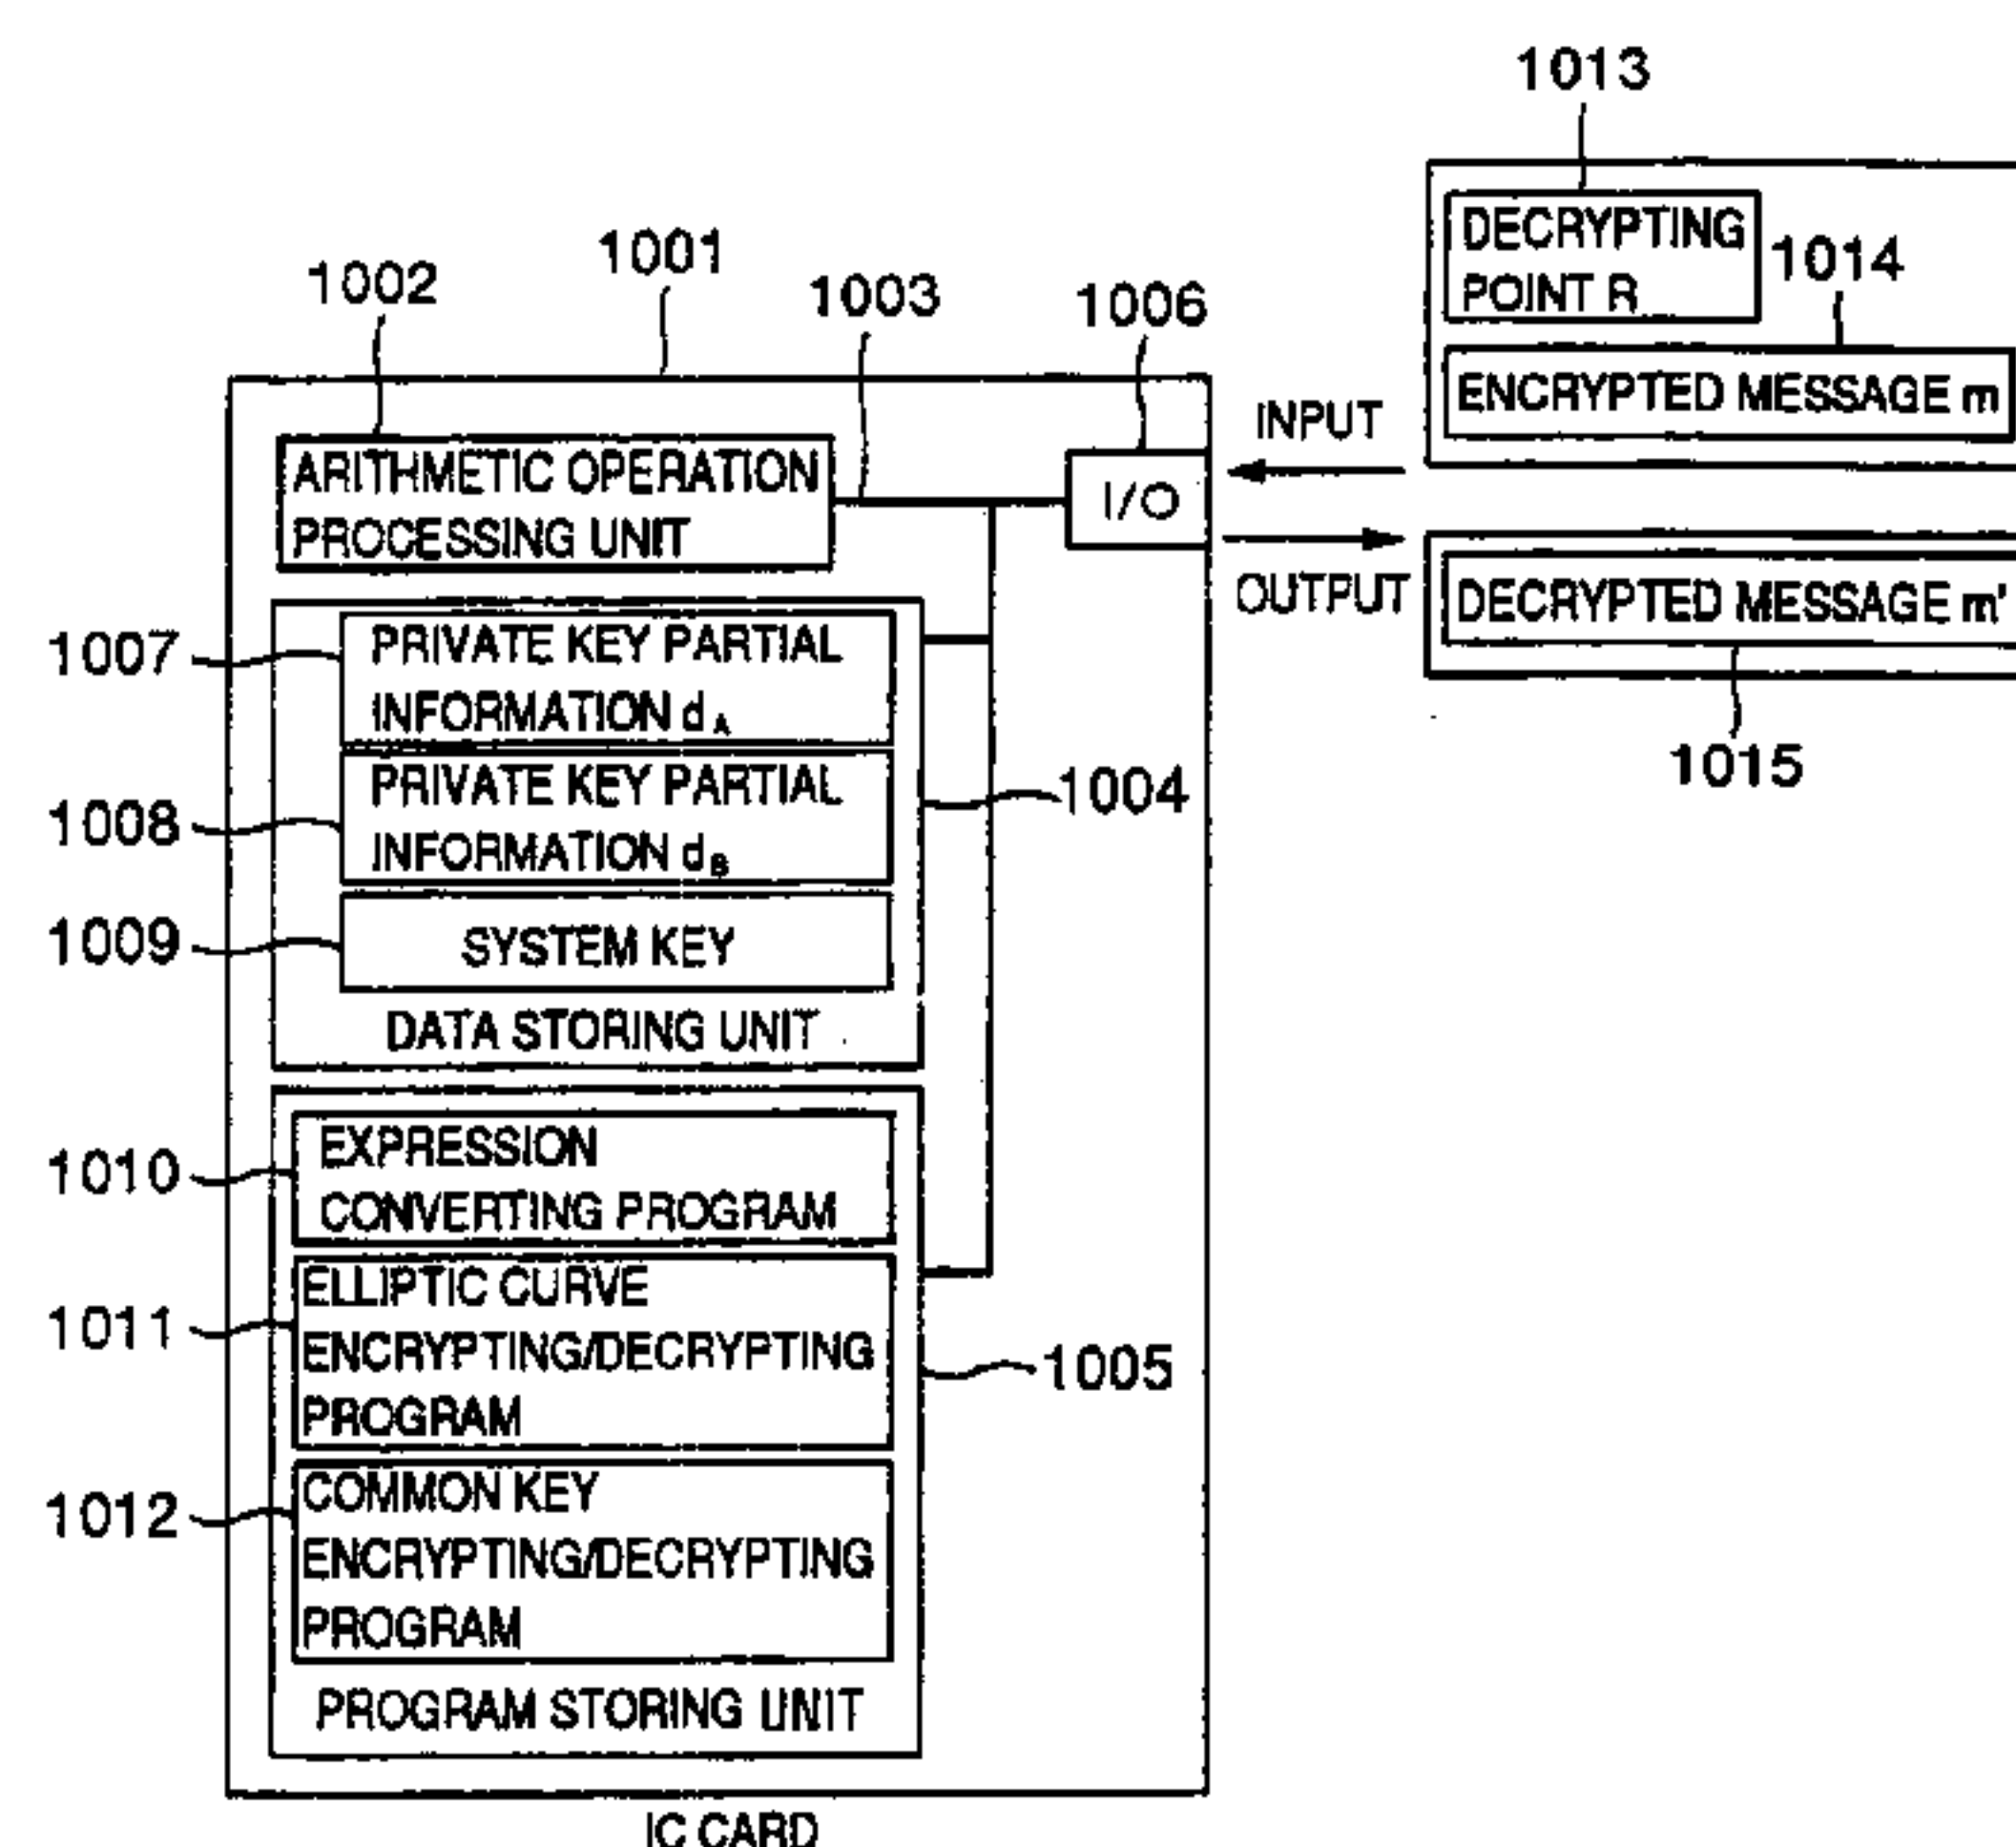 1013
DECRYPTING
POINT R
1014
ENCRYPTED MESSAGE m
1001
1002
1003
1006
INPUT
ARITHMETIC OPERATION
PROCESSING UNIT
I/O
OUTPUT
DECRYPTED MESSAGE m'
1015
1007
PRIVATE KEY PARTIAL
INFORMATION dA
1004
1008
PRIVATE KEY PARTIAL
INFORMATION dB
1009
SYSTEM KEY
DATA STORING UNIT
1010
EXPRESSION
CONVERTING PROGRAM
1011
ELLIPTIC CURVE
ENCRYPTING/DECRYPTING
PROGRAM
1005
1012
COMMON KEY
ENCRYPTING/DECRYPTING
PROGRAM
PROGRAM STORING UNIT
IC CARD